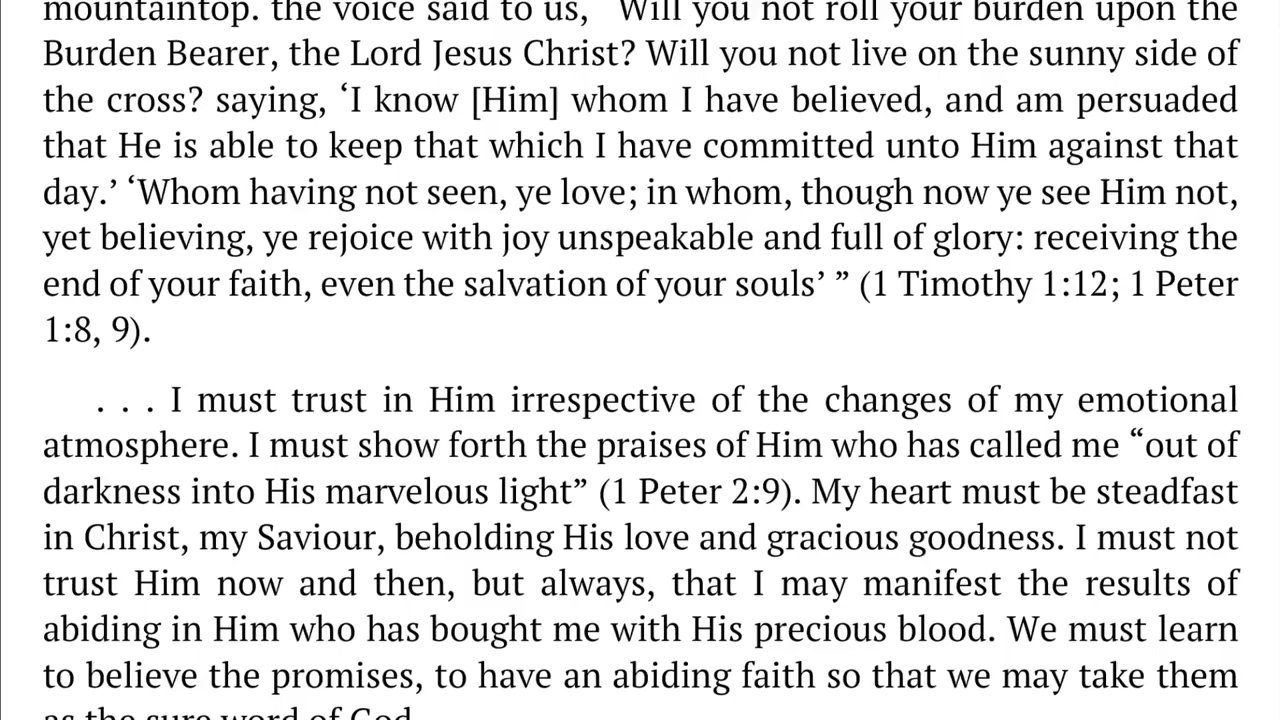 mountaintop. the voice said to us, “Will you not roll your burden upon the
Burden Bearer, the Lord Jesus Christ? Will you not live on the sunny side of
the cross? saying, ‘I know [Him] whom I have believed, and am persuaded
that He is able to keep that which I have committed unto Him against that
day.’ ‘Whom having not seen, ye love; in whom, though now ye see Him not,
yet believing, ye rejoice with joy unspeakable and full of glory: receiving the
end of your faith, even the salvation of your souls’ ” (1 Timothy 1:12; 1 Peter
1:8, 9).
. . . I must trust in Him irrespective of the changes of my emotional
atmosphere. I must show forth the praises of Him who has called me “out of
darkness into His marvelous light” (1 Peter 2:9). My heart must be steadfast
in Christ, my Saviour, beholding His love and gracious goodness. I must not
trust Him now and then, but always, that I may manifest the results of
abiding in Him who has bought me with His precious blood. We must learn
to believe the promises, to have an abiding faith so that we may take them
as the sure word of God.